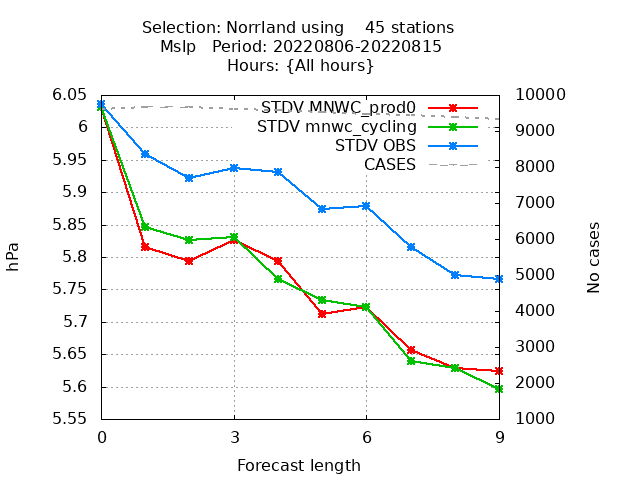 Selection: Norrland using    45 stations
Mslp   Period: 20220806-20220815
Hours: {All hours}
STDV MNWC_prod0
STDV mnwc_cycling
STDV OBS
CASES
6.05
6
5.95
5.9
5.85
5.8
5.75
5.7
5.65
5.6
5.55
10000
9000
8000
7000
6000
5000
4000
3000
2000
1000
hPa
No cases
0 3 6 9
Forecast length